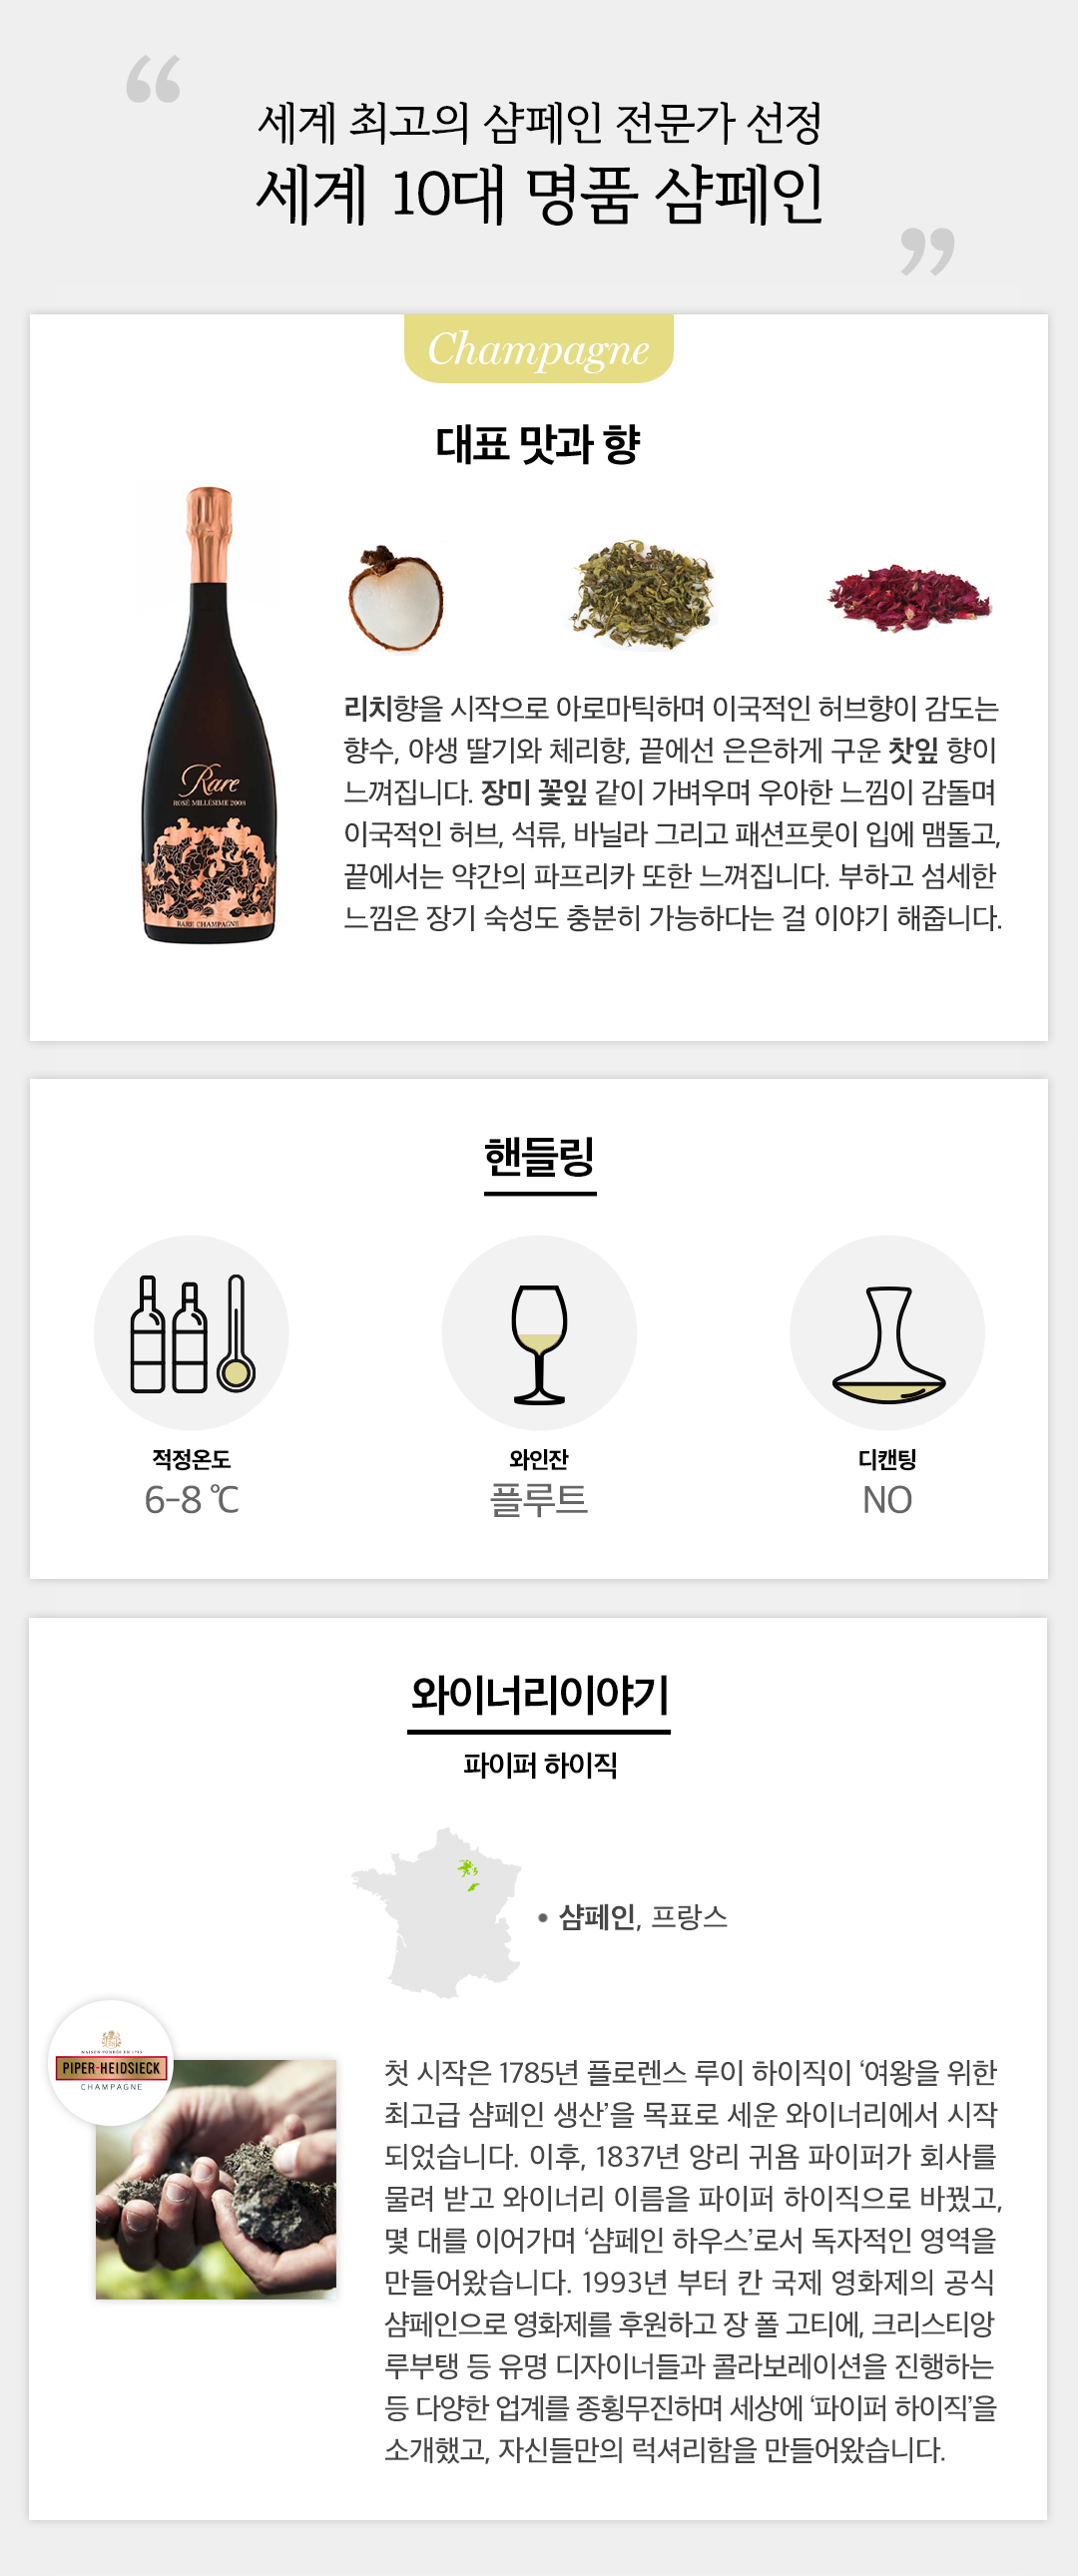 “
세계 최고의 샴페인 전문가 선정
세계 10대 명품 샴페인
”
Champagne
대표 맛과 향
Rare
ROSÉ MILLÉSIME 2008
RARE CHAMPAGNE
리치향을 시작으로 아로마틱하며 이국적인 허브향이 감도는
향수, 야생 딸기와 체리향, 끝에선 은은하게 구운 찻잎 향이
느껴집니다. 장미 꽃잎 같이 가벼우며 우아한 느낌이 감돌며
이국적인 허브, 석류, 바닐라 그리고 패션프룻이 입에 맴돌고,
끝에서는 약간의 파프리카 또한 느껴집니다. 부하고 섬세한
느낌은 장기 숙성도 충분히 가능하다는 걸 이야기 해줍니다.
핸들링
적정온도
6-8 ℃
와인잔
플루트
디캔팅
NO
와이너리이야기
파이퍼 하이직
• 샴페인, 프랑스
MAISON FONDÉE EN 1785
PIPER-HEIDSIECK
CHAMPAGNE
첫 시작은 1785년 플로렌스 루이 하이직이 ‘여왕을 위한
최고급 샴페인 생산’을 목표로 세운 와이너리에서 시작
되었습니다. 이후, 1837년 앙리 귀욤 파이퍼가 회사를
물려 받고 와이너리 이름을 파이퍼 하이직으로 바꿨고,
몇 대를 이어가며 ‘샴페인 하우스’로서 독자적인 영역을
만들어왔습니다. 1993년 부터 칸 국제 영화제의 공식
샴페인으로 영화제를 후원하고 장 폴 고티에, 크리스티앙
루부탱 등 유명 디자이너들과 콜라보레이션을 진행하는
등 다양한 업계를 종횡무진하며 세상에 ‘파이퍼 하이직’을
소개했고, 자신들만의 럭셔리함을 만들어왔습니다.